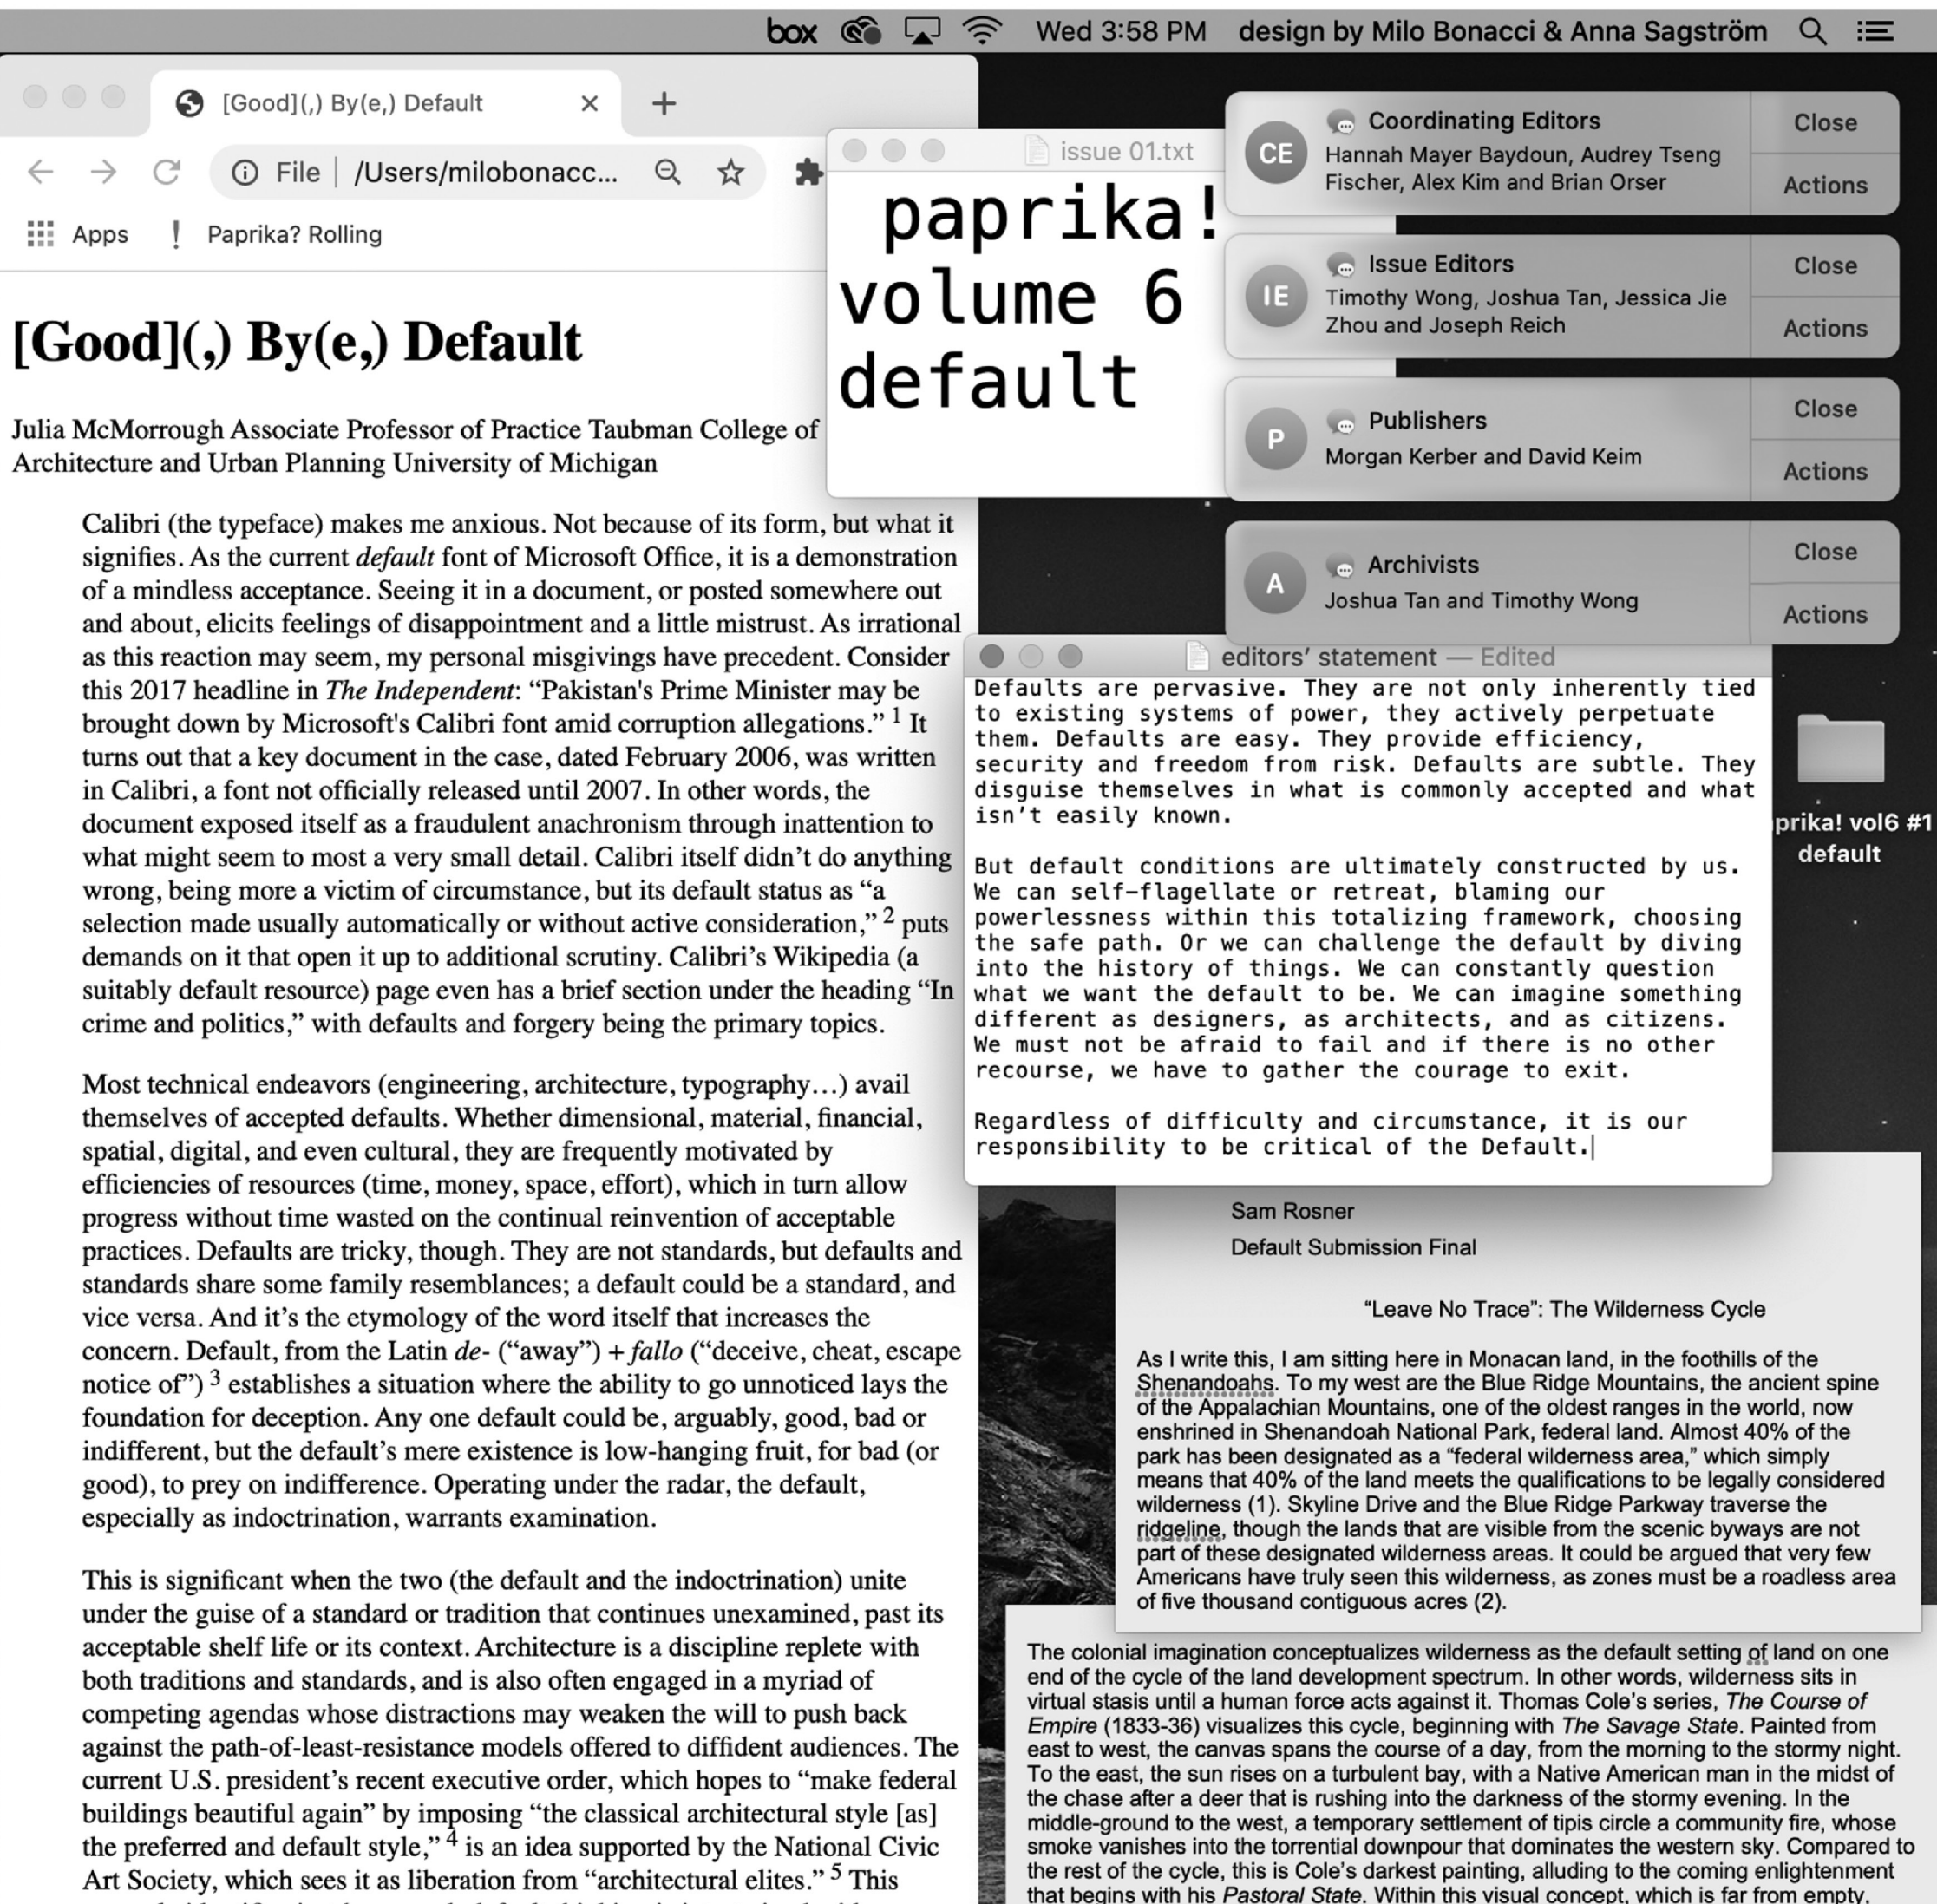 box Wed 3:58 PM design by Milo Bonacci & Anna Sagström
[Good](,) By(e,) Default
File /Users/milobonacc...
Apps ! Paprika? Rolling
[Good](,) By(e,) Default
Julia McMorrough Associate Professor of Practice Taubman College of
Architecture and Urban Planning University of Michigan
Calibri (the typeface) makes me anxious. Not because of its form, but what it
signifies. As the current default font of Microsoft Office, it is a demonstration
of a mindless acceptance. Seeing it in a document, or posted somewhere out
and about, elicits feelings of disappointment and a little mistrust. As irrational
as this reaction may seem, my personal misgivings have precedent. Consider
this 2017 headline in The Independent: “Pakistan's Prime Minister may be
brought down by Microsoft's Calibri font amid corruption allegations.” 1 It
turns out that a key document in the case, dated February 2006, was written
in Calibri, a font not officially released until 2007. In other words, the
document exposed itself as a fraudulent anachronism through inattention to
what might seem to most a very small detail. Calibri itself didn’t do anything
wrong, being more a victim of circumstance, but its default status as “a
selection made usually automatically or without active consideration,” 2 puts
demands on it that open it up to additional scrutiny. Calibri’s Wikipedia (a
suitably default resource) page even has a brief section under the heading “In
crime and politics,” with defaults and forgery being the primary topics.
Most technical endeavors (engineering, architecture, typography…) avail
themselves of accepted defaults. Whether dimensional, material, financial,
spatial, digital, and even cultural, they are frequently motivated by
efficiencies of resources (time, money, space, effort), which in turn allow
progress without time wasted on the continual reinvention of acceptable
practices. Defaults are tricky, though. They are not standards, but defaults and
standards share some family resemblances; a default could be a standard, and
vice versa. And it’s the etymology of the word itself that increases the
concern. Default, from the Latin de- (“away”) + fallo (“deceive, cheat, escape
notice of”) 3 establishes a situation where the ability to go unnoticed lays the
foundation for deception. Any one default could be, arguably, good, bad or
indifferent, but the default’s mere existence is low-hanging fruit, for bad (or
good), to prey on indifference. Operating under the radar, the default,
especially as indoctrination, warrants examination.
This is significant when the two (the default and the indoctrination) unite
under the guise of a standard or tradition that continues unexamined, past its
acceptable shelf life or its context. Architecture is a discipline replete with
both traditions and standards, and is also often engaged in a myriad of
competing agendas whose distractions may weaken the will to push back
against the path-of-least-resistance models offered to diffident audiences. The
current U.S. president’s recent executive order, which hopes to “make federal
buildings beautiful again” by imposing “the classical architectural style [as]
the preferred and default style,” 4 is an idea supported by the National Civic
Art Society, which sees it as liberation from “architectural elites.” 5 This
issue 01.txt
paprika!
volume 6
default
CE Coordinating Editors Close
Hannah Mayer Baydoun, Audrey Tseng
Fischer, Alex Kim and Brian Orser Actions
IE Issue Editors Close
Timothy Wong, Joshua Tan, Jessica Jie
Zhou and Joseph Reich Actions
P Publishers Close
Morgan Kerber and David Keim Actions
A Archivists Close
Joshua Tan and Timothy Wong Actions
editors’ statement — Edited
Defaults are pervasive. They are not only inherently tied
to existing systems of power, they actively perpetuate
them. Defaults are easy. They provide efficiency,
security and freedom from risk. Defaults are subtle. They
disguise themselves in what is commonly accepted and what
isn’t easily known.
But default conditions are ultimately constructed by us.
We can self-flagellate or retreat, blaming our
powerlessness within this totalizing framework, choosing
the safe path. Or we can challenge the default by diving
into the history of things. We can constantly question
what we want the default to be. We can imagine something
different as designers, as architects, and as citizens.
We must not be afraid to fail and if there is no other
recourse, we have to gather the courage to exit.
Regardless of difficulty and circumstance, it is our
responsibility to be critical of the Default.
prika! vol6 #1
default
Sam Rosner
Default Submission Final
“Leave No Trace”: The Wilderness Cycle
As I write this, I am sitting here in Monacan land, in the foothills of the
Shenandoahs. To my west are the Blue Ridge Mountains, the ancient spine
of the Appalachian Mountains, one of the oldest ranges in the world, now
enshrined in Shenandoah National Park, federal land. Almost 40% of the
park has been designated as a “federal wilderness area,” which simply
means that 40% of the land meets the qualifications to be legally considered
wilderness (1). Skyline Drive and the Blue Ridge Parkway traverse the
ridgeline, though the lands that are visible from the scenic byways are not
part of these designated wilderness areas. It could be argued that very few
Americans have truly seen this wilderness, as zones must be a roadless area
of five thousand contiguous acres (2).
The colonial imagination conceptualizes wilderness as the default setting of land on one
end of the cycle of the land development spectrum. In other words, wilderness sits in
virtual stasis until a human force acts against it. Thomas Cole’s series, The Course of
Empire (1833-36) visualizes this cycle, beginning with The Savage State. Painted from
east to west, the canvas spans the course of a day, from the morning to the stormy night.
To the east, the sun rises on a turbulent bay, with a Native American man in the midst of
the chase after a deer that is rushing into the darkness of the stormy evening. In the
middle-ground to the west, a temporary settlement of tipis circle a community fire, whose
smoke vanishes into the torrential downpour that dominates the western sky. Compared to
the rest of the cycle, this is Cole’s darkest painting, alluding to the coming enlightenment
that begins with his Pastoral State. Within this visual concept, which is far from empty,